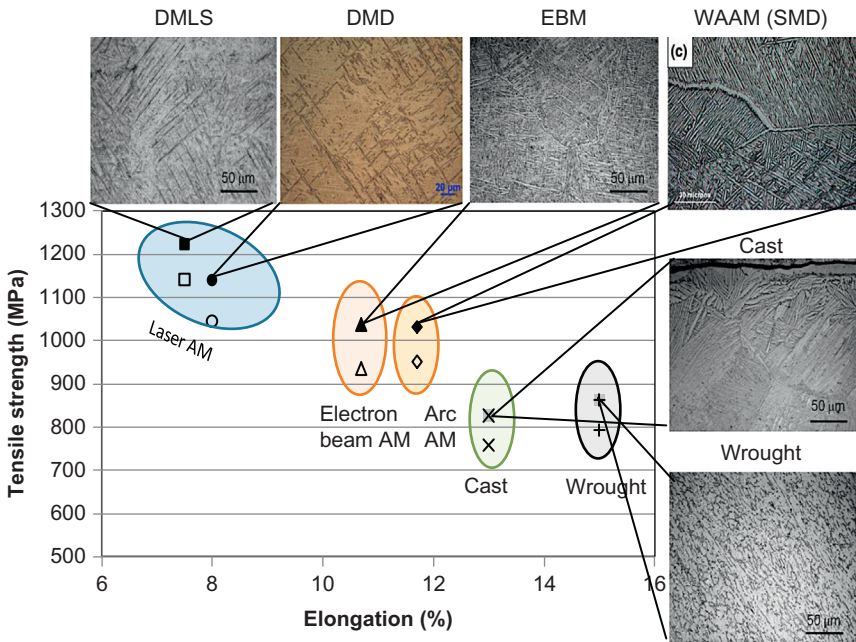 DMLS
DMD
EBM
WAAM (SMD)
(c)
50 μm
20 μm
50 μm
Cast
50 μm
Wrought
50 μm
Tensile strength (MPa)
1300
1200
1100
1000
900
800
700
600
500
Laser AM
Electron
beam AM
Arc
AM
Cast
Wrought
6
8
10
12
14
16
Elongation (%)